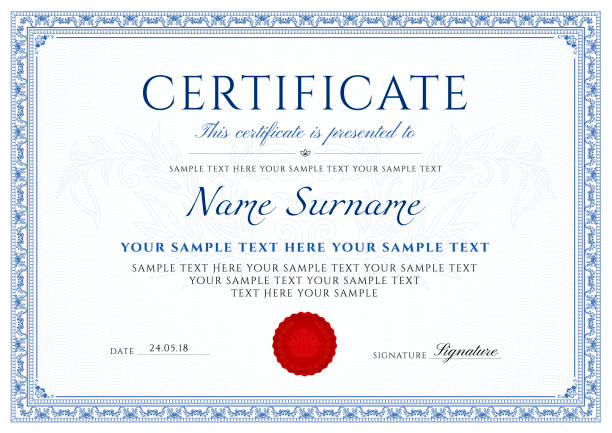 CERTIFICATE
This certificate is presented to
SAMPLE TEXT HERE YOUR SAMPLE TEXT YOUR SAMPLE TEXT
Name Surname
YOUR SAMPLE TEXT HERE YOUR SAMPLE TEXT
SAMPLE TEXT HERE YOUR SAMPLE TEXT YOUR SAMPLE TEXT
YOUR SAMPLE TEXT YOUR SAMPLE TEXT
TEXT HERE YOUR SAMPLE
DATE 24.05.18 SIGNATURE Signature